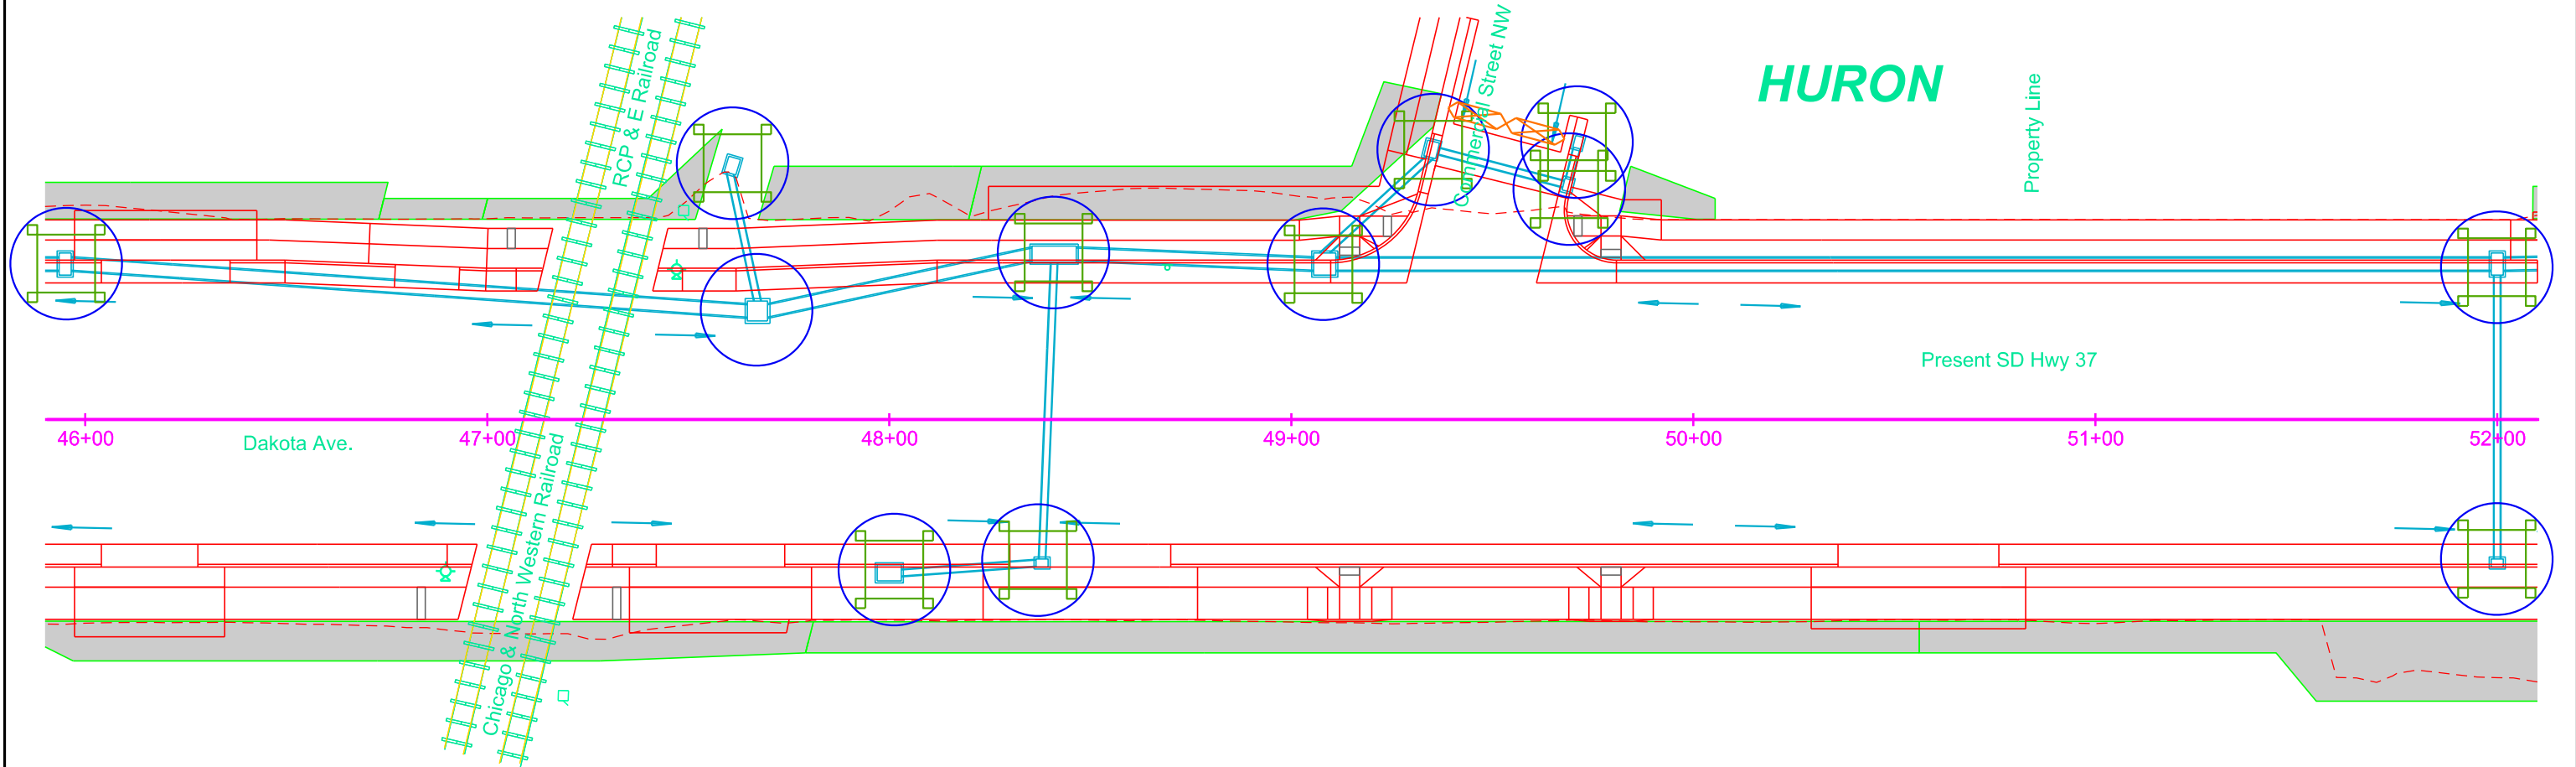 RCP & E Railroad
Commercial Street NW
HURON
Property Line
Present SD Hwy 37
46+00
47+00
48+00
49+00
50+00
51+00
52+00
Dakota Ave.
Chicago & North Western Railroad